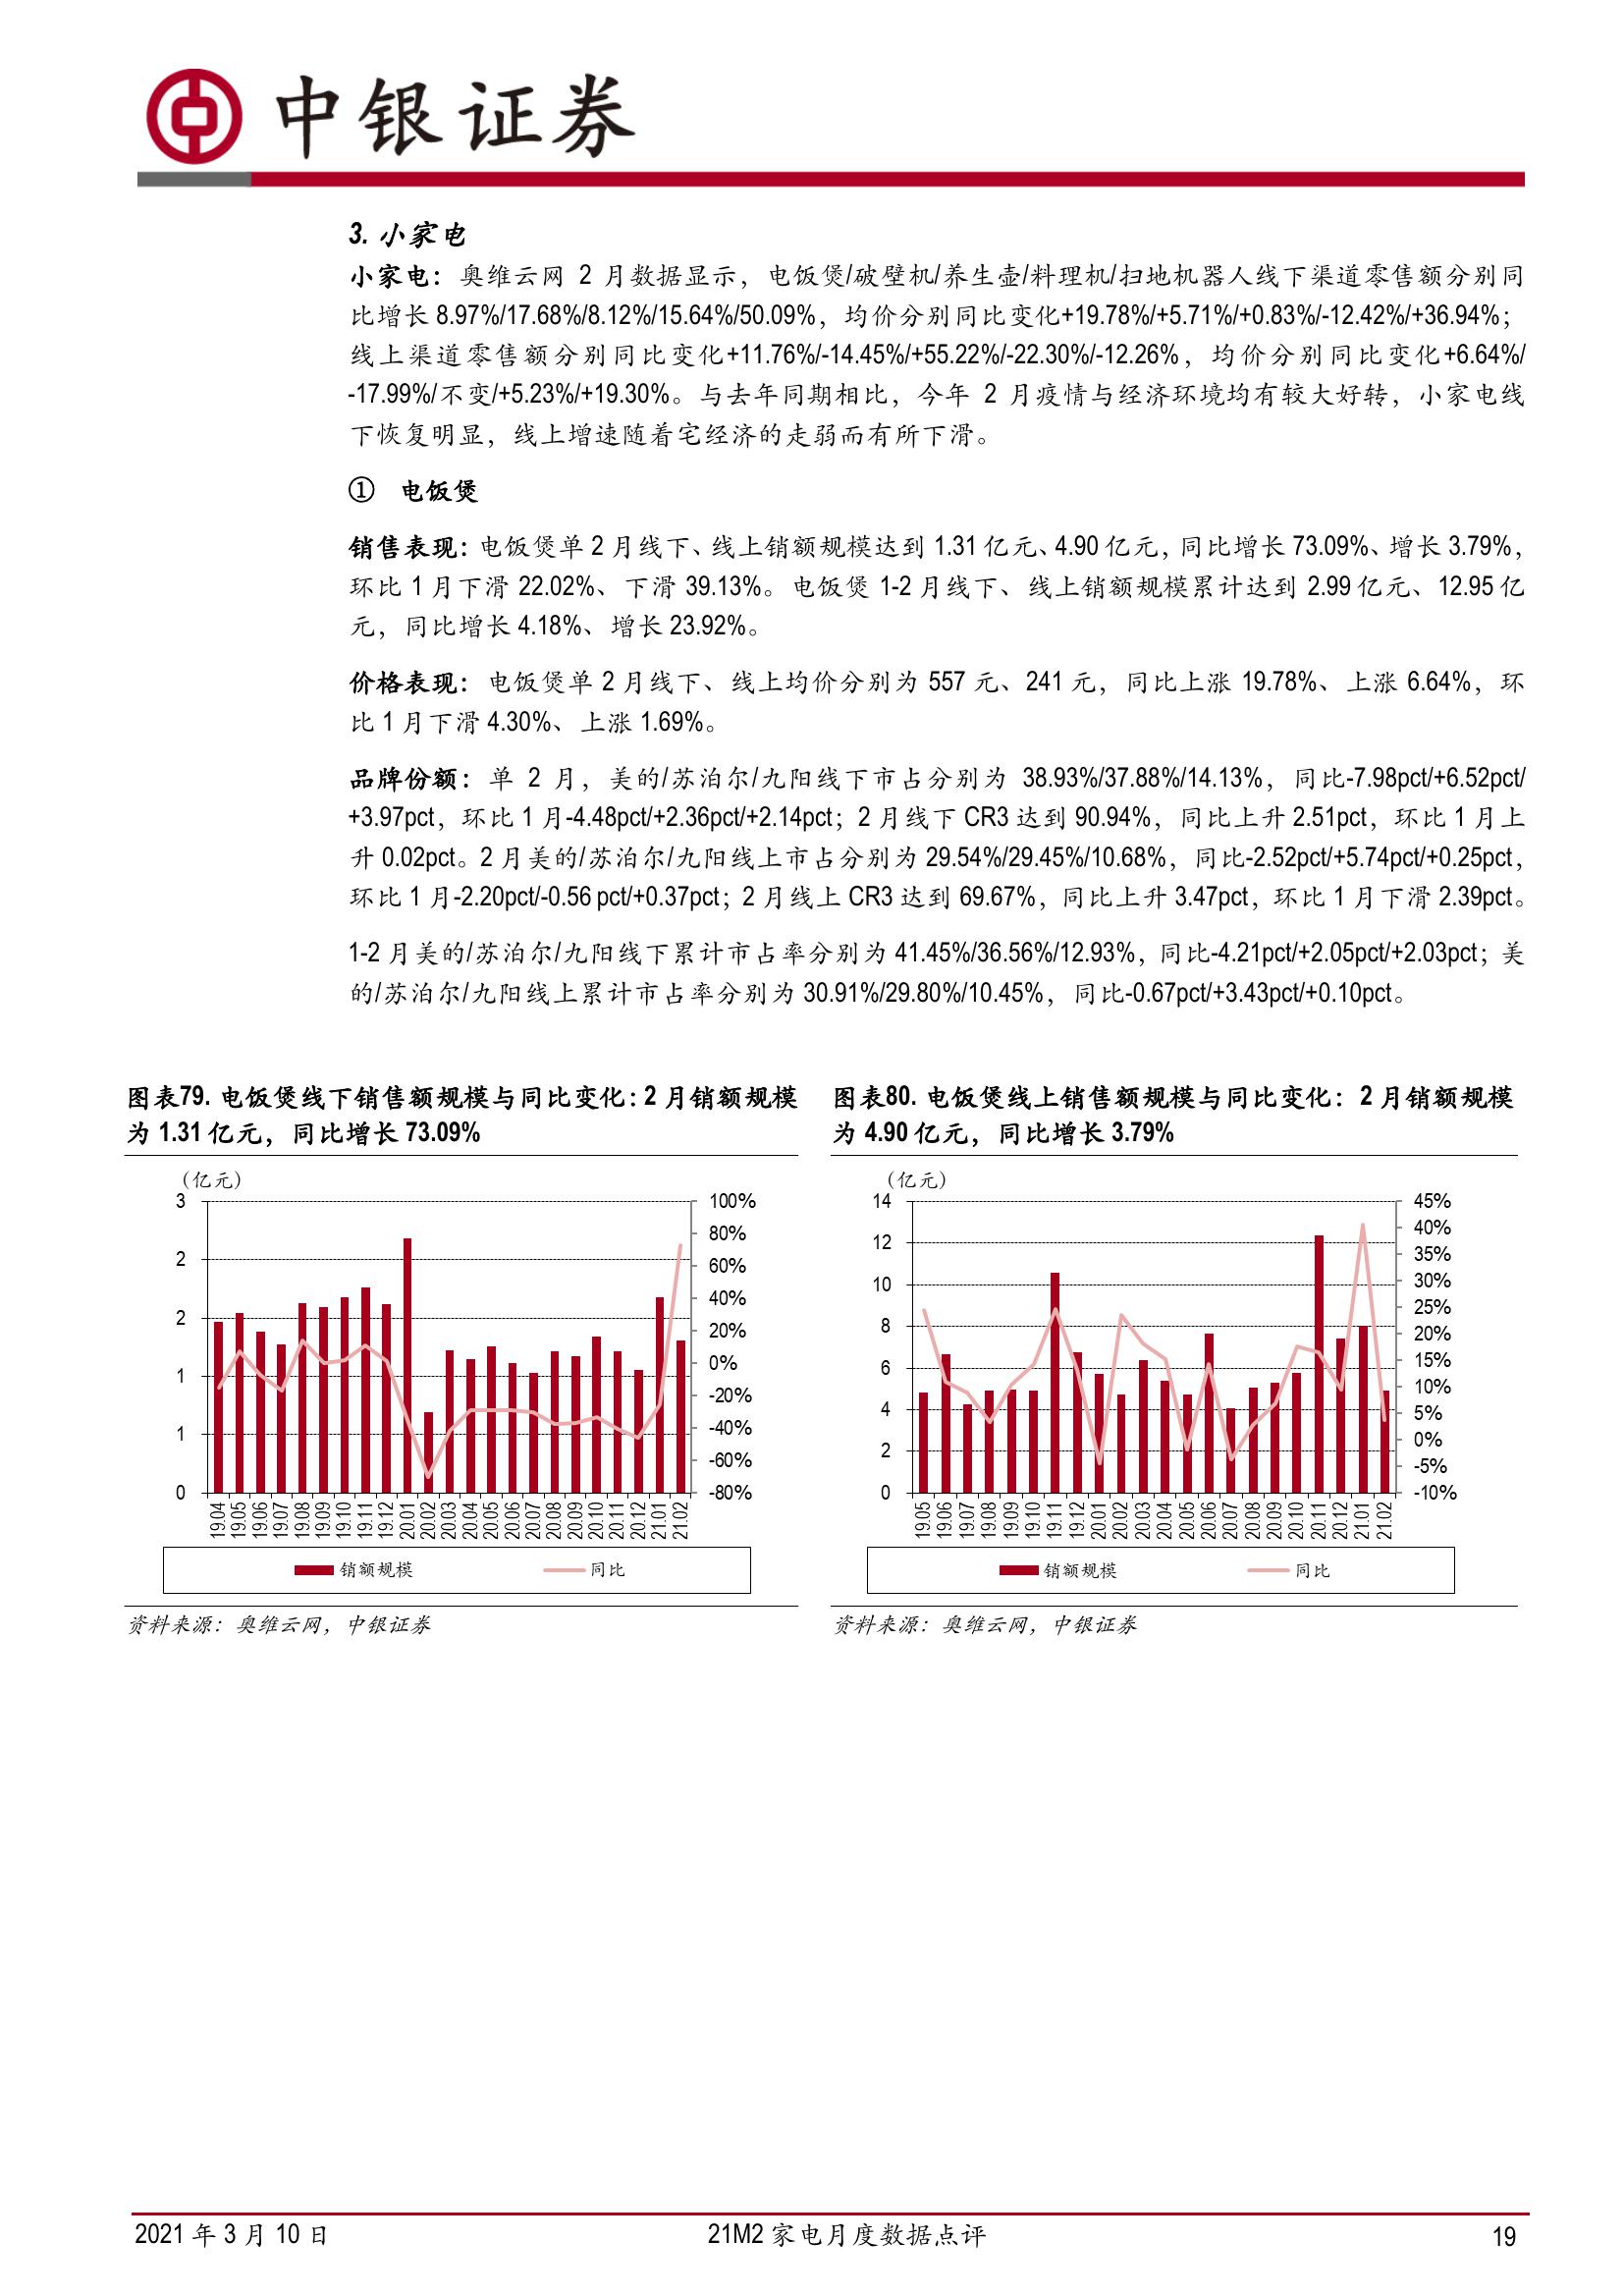 中银证券
3. 小家电
小家电：奥维云网 2 月数据显示，电饭煲/破壁机/养生壶/料理机/扫地机器人线下渠道零售额分别同
比增长 8.97%/17.68%/8.12%/15.64%/50.09%，均价分别同比变化+19.78%/+5.71%/+0.83%/-12.42%/+36.94%；
线上渠道零售额分别同比变化+11.76%/-14.45%/+55.22%/-22.30%/-12.26%，均价分别同比变化+6.64%/
-17.99%/不变/+5.23%/+19.30%。与去年同期相比，今年 2 月疫情与经济环境均有较大好转，小家电线
下恢复明显，线上增速随着宅经济的走弱而有所下滑。
① 电饭煲
销售表现：电饭煲单 2 月线下、线上销额规模达到 1.31 亿元、4.90 亿元，同比增长 73.09%、增长 3.79%，
环比 1 月下滑 22.02%、下滑 39.13%。电饭煲 1-2 月线下、线上销额规模累计达到 2.99 亿元、12.95 亿
元，同比增长 4.18%、增长 23.92%。
价格表现：电饭煲单 2 月线下、线上均价分别为 557 元、241 元，同比上涨 19.78%、上涨 6.64%，环
比 1 月下滑 4.30%、上涨 1.69%。
品牌份额：单 2 月，美的/苏泊尔/九阳线下市占分别为 38.93%/37.88%/14.13%，同比-7.98pct/+6.52pct/
+3.97pct，环比 1 月-4.48pct/+2.36pct/+2.14pct；2 月线下 CR3 达到 90.94%，同比上升 2.51pct，环比 1 月上
升 0.02pct。2 月美的/苏泊尔/九阳线上市占分别为 29.54%/29.45%/10.68%，同比-2.52pct/+5.74pct/+0.25pct，
环比 1 月-2.20pct/-0.56 pct/+0.37pct；2 月线上 CR3 达到 69.67%，同比上升 3.47pct，环比 1 月下滑 2.39pct。
1-2 月美的/苏泊尔/九阳线下累计市占率分别为 41.45%/36.56%/12.93%，同比-4.21pct/+2.05pct/+2.03pct；美
的/苏泊尔/九阳线上累计市占率分别为 30.91%/29.80%/10.45%，同比-0.67pct/+3.43pct/+0.10pct。
图表79. 电饭煲线下销售额规模与同比变化：2 月销额规模
为 1.31 亿元，同比增长 73.09%
（亿元）
3
2
2
1
1
0
100%
80%
60%
40%
20%
0%
-20%
-40%
-60%
-80%
19.04
19.05
19.06
19.07
19.08
19.09
19.10
19.11
19.12
20.01
20.02
20.03
20.04
20.05
20.06
20.07
20.08
20.09
20.10
20.11
20.12
21.01
21.02
销额规模
同比
资料来源：奥维云网，中银证券
图表80. 电饭煲线上销售额规模与同比变化：2 月销额规模
为 4.90 亿元，同比增长 3.79%
（亿元）
14
12
10
8
6
4
2
0
45%
40%
35%
30%
25%
20%
15%
10%
5%
0%
-5%
-10%
19.05
19.06
19.07
19.08
19.09
19.10
19.11
19.12
20.01
20.02
20.03
20.04
20.05
20.06
20.07
20.08
20.09
20.10
20.11
20.12
21.01
21.02
销额规模
同比
资料来源：奥维云网，中银证券
2021 年 3 月 10 日
21M2 家电月度数据点评
19